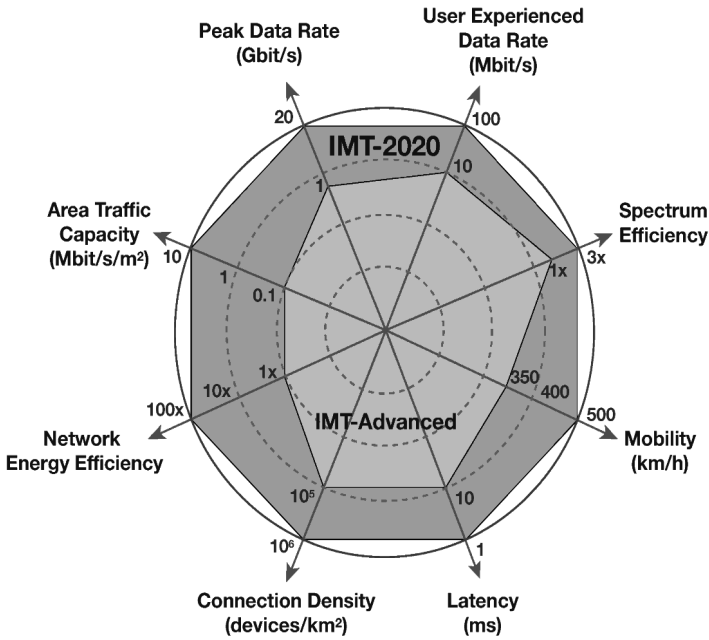 Peak Data Rate
(Gbit/s)
User Experienced
Data Rate
(Mbit/s)
20
100
IMT-2020
1
10
Area Traffic
Capacity
(Mbit/s/m²)
Spectrum
Efficiency
10
1
0.1
1x
3x
1x
10x
100x
350
400
500
Network
Energy Efficiency
IMT-Advanced
Mobility
(km/h)
10⁵
10
10⁶
1
Connection Density
(devices/km²)
Latency
(ms)